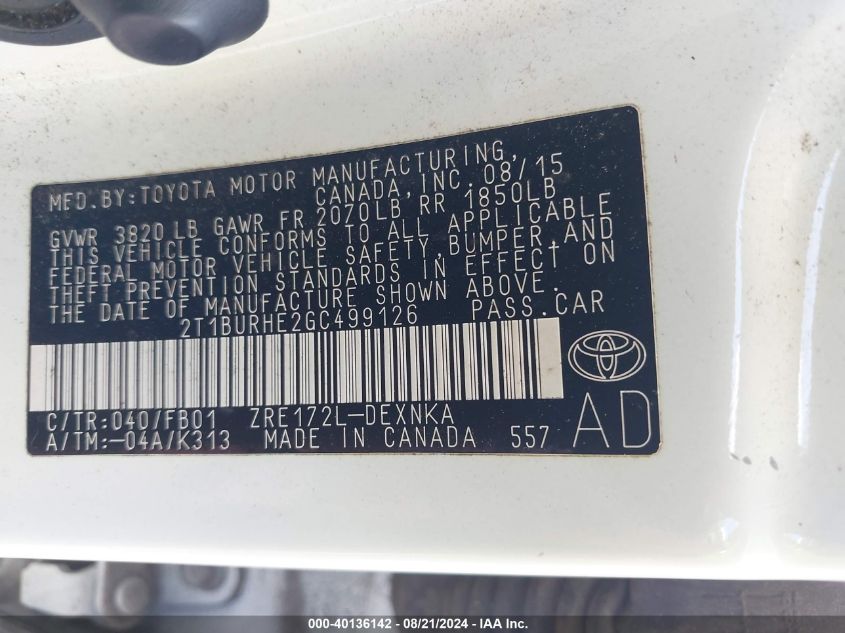 MFD. BY: TOYOTA MOTOR MANUFACTURING,
CANADA, INC. 08/15
GVWR 3820 LB GAWR FR 2070LB RR 1850LB
THIS VEHICLE CONFORMS TO ALL APPLICABLE
FEDERAL MOTOR VEHICLE SAFETY, BUMPER, AND
THEFT PREVENTION STANDARDS IN EFFECT ON
THE DATE OF MANUFACTURE SHOWN ABOVE.
2T1BURHE2GC499126 PASS. CAR
C/TR: 040/FB01 ZRE172L-DEXNKA
A/TM: -04A/K313 MADE IN CANADA 557 AD
000-40136142 - 08/21/2024 - IAA Inc.